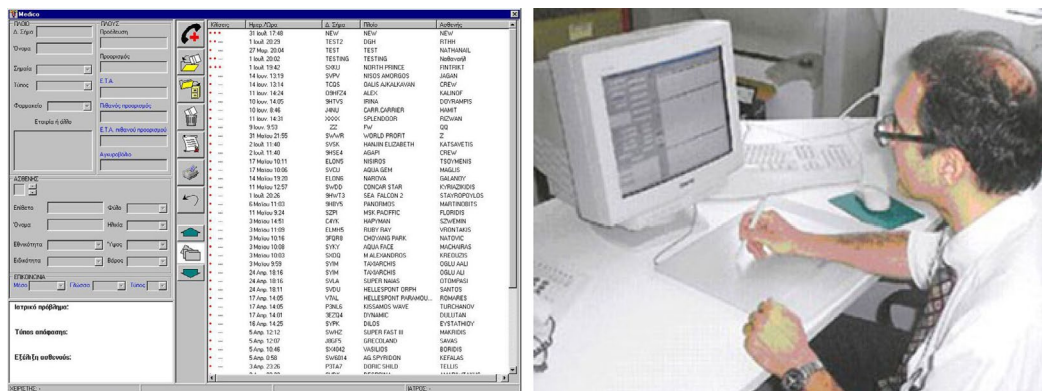 Medico
ΠΛΟΙΟ
Δ. Σήμα
Όνομα
Σημαία
Τύπος
Φαρμακείο
Εταιρία ή άλλο
ΠΛΟΥΣ
Προέλευση
Προορισμός
E.T.A.
Πιθανός προορισμός
E.T.A. πιθανού προορισμού
Αγκυροβόλιο
ΑΣΘΕΝΗΣ
Επίθετο
Φύλο
Όνομα
Ηλικία
Εθνικότητα
Ύψος
Ειδικότητα
Βάρος
ΕΠΙΚΟΙΝΩΝΙΑ
Μέσο
Γλώσσα
Τύπος
Ιατρικό πρόβλημα:
Τύπος απόφασης:
Εξέλιξη ασθενούς:
ΧΕΙΡΙΣΤΗΣ: -
ΙΑΤΡΟΣ: -
Κλήσεις Ημερ./Ώρα Δ. Σήμα Πλοίο Ασθενής
31 Ιουλ 17:48 NEW NEW NEW
1 Ιουλ 20:29 TEST2 DGH RTHH
27 Μαρ. 20:04 TEST TEST NATHANAIL
1 Ιουλ 20:02 TESTING TESTING Ναθαναήλ
1 Ιουλ 19:42 SXKU NORTH PRINCE FINTRIKT
14 Ιουν. 13:19 SVPV NISOS AMORGOS JAGAN
14 Ιουν. 13:14 TCQS CREW
11 Ιουν. 14:24 O9HFZ4 ALEX KALINOF
10 Ιουν. 14:05 9HTVS IRINA DOYRAMPIS
10 Ιουν. 8:46 J4NU CARR.CARRIER HAMIT
11 Ιουν. 14:31 XXXX SPLENDOOR RIZWAN
9 Ιουν. 9:53 ZZ FW QQ
31 Μαΐου 21:55 SWWR WORLD PROFIT Z
2 Ιουλ 11:40 SVSK HANJIN ELIZABETH KATSAVETIS
2 Ιουλ 11:40 9HSE4 AGAPI CREW
17 Μαΐου 10:11 ELON5 NISIROS TSOYMENIS
17 Μαΐου 10:06 SVCU AQUA GEM MAGLIS
14 Μαΐου 19:20 ELON6 NAROVA GALANOY
11 Μαΐου 12:57 SWDD CONCAR STAR KYRIAZIKIDIS
1 Ιουλ 20:26 9HWT3 SEA FALCON 2 STAYROPOYLOS
6 Μαΐου 11:03 9H8Y5 PANORMOS MARTINOBITS
11 Μαΐου 9:24 SZPI MSK PACIFIC FLORIDIS
3 Μαΐου 14:51 C4YK HAPYMAN SZWEMIN
3 Μαΐου 11:09 ELMH5 RUBY RAY VRONTAKIS
3 Μαΐου 10:16 3FQR8 CHOYANG PARK NATOVIC
3 Μαΐου 10:08 SYKY AQUA FACE MACHAIRAS
3 Μαΐου 10:03 SXDQ M ALEXANDROS KREOUZIS
3 Μαΐου 9:59 SYIM TAXIARCHIS OGLU AALI
24 Απρ. 18:16 SYIM TAXIARCHIS OGLU ALI
24 Απρ. 18:16 SVLA SUPER NAIAS OTOMPASI
24 Απρ. 18:11 SVDU HELLESPONT ORPH SANTOS
17 Απρ. 14:05 V7AL HELLESPONT PARAMOU... ROMARES
17 Απρ. 14:05 P3NL6 KISSAMOS WAVE TURCHANOV
17 Απρ. 14:01 3EZQ4 DYNAMIC DULUTAN
16 Απρ. 14:25 SYPK DILOS EYSTATHIOY
5 Απρ. 12:12 SWHZ SUPER FAST III MAKRIDIS
5 Απρ. 12:07 J8GF5 GRECOLAND SAVAS
5 Απρ. 10:46 SX4042 VASILIOS BORIDIS
5 Απρ. 0:58 SW6014 AG.SPYRIDON KEFALAS
3 Απρ. 23:26 P3TA7 DORIC SHILD TELLIS